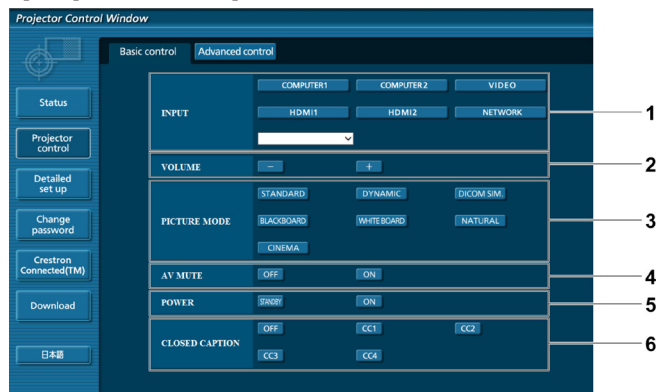 Projector Control Window
Basic control Advanced control
Status
Projector control
Detailed set up
Change password
Crestron Connected(TM)
Download
日本語
INPUT
COMPUTER1 COMPUTER2 VIDEO
HDMI1 HDMI2 NETWORK
1
VOLUME - + 2
PICTURE MODE
STANDARD DYNAMIC DICOM SIM.
BLACKBOARD WHITE BOARD NATURAL
CINEMA
3
AV MUTE OFF ON 4
POWER STANDBY ON 5
CLOSED CAPTION
OFF CC1 CC2
CC3 CC4
6